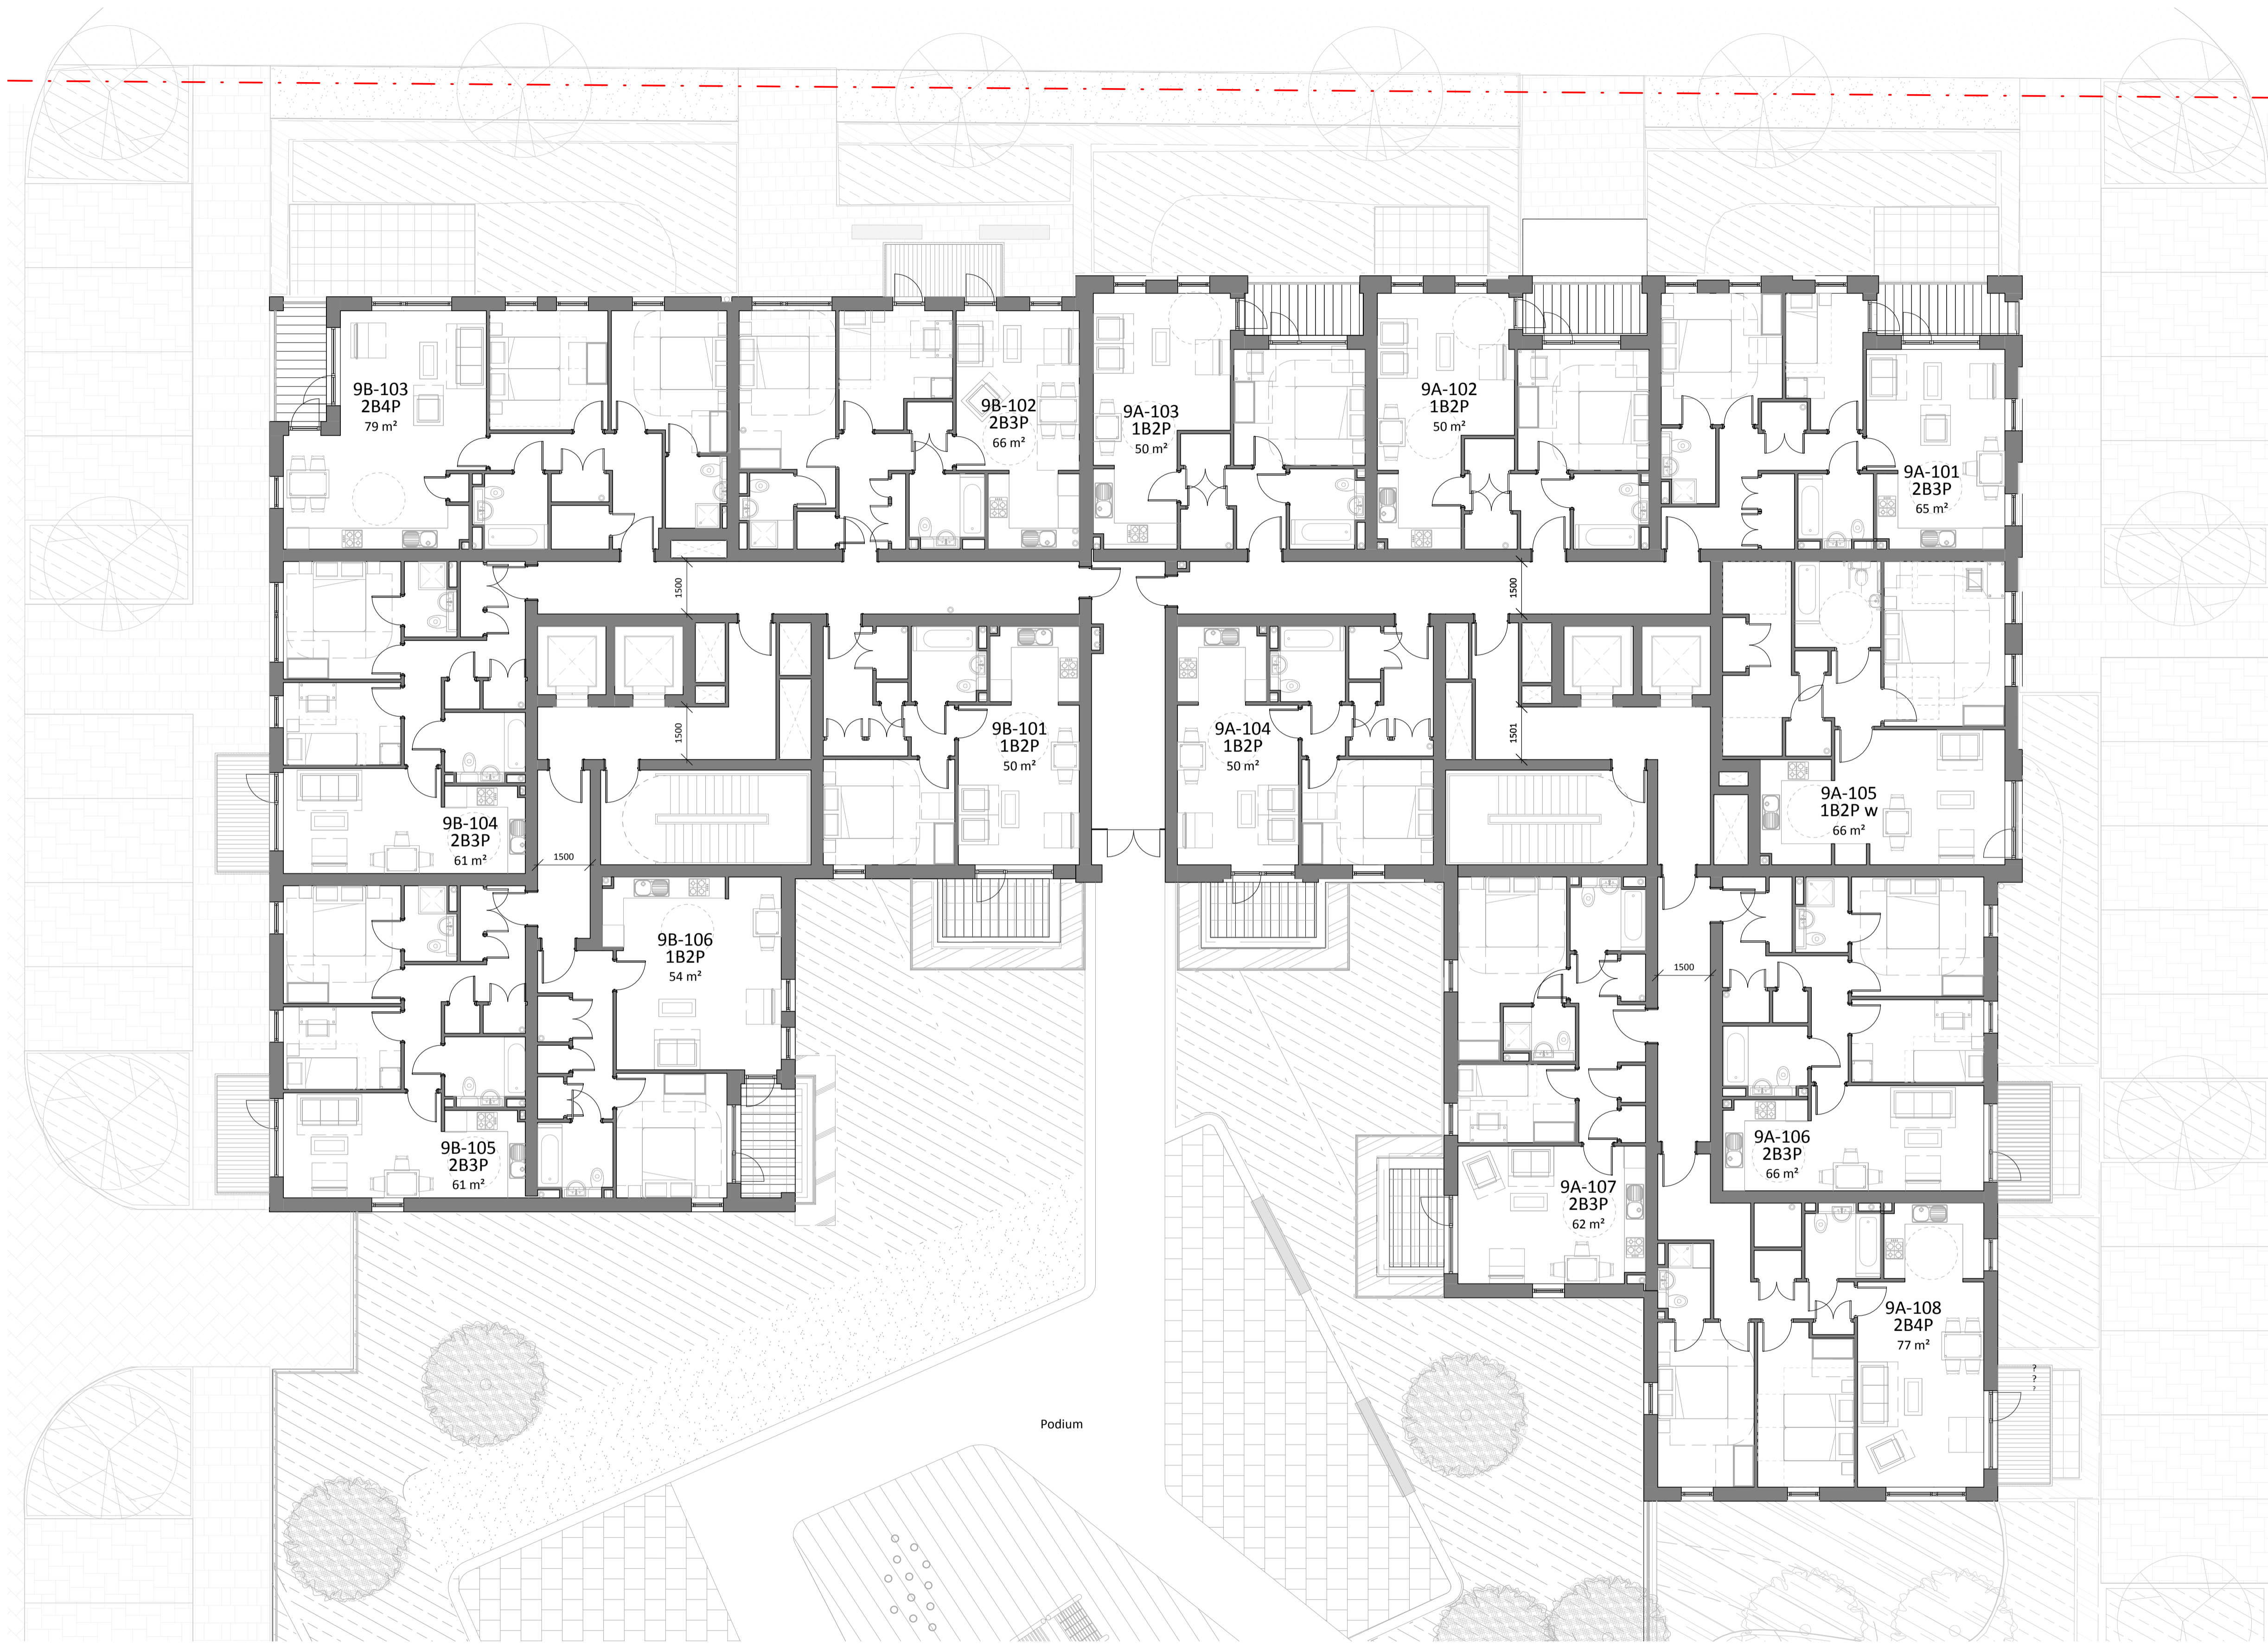 9B-103
2B4P
79 m²
9B-102
2B3P
66 m²
9A-103
1B2P
50 m²
9A-102
1B2P
50 m²
9A-101
2B3P
65 m²
1500
1500
1500
1501
9B-101
1B2P
50 m²
9A-104
1B2P
50 m²
9A-105
1B2P w
66 m²
9B-104
2B3P
61 m²
1500
9B-106
1B2P
54 m²
1500
9B-105
2B3P
61 m²
9A-106
2B3P
66 m²
9A-107
2B3P
62 m²
9A-108
2B4P
77 m²
?
?
?
Podium